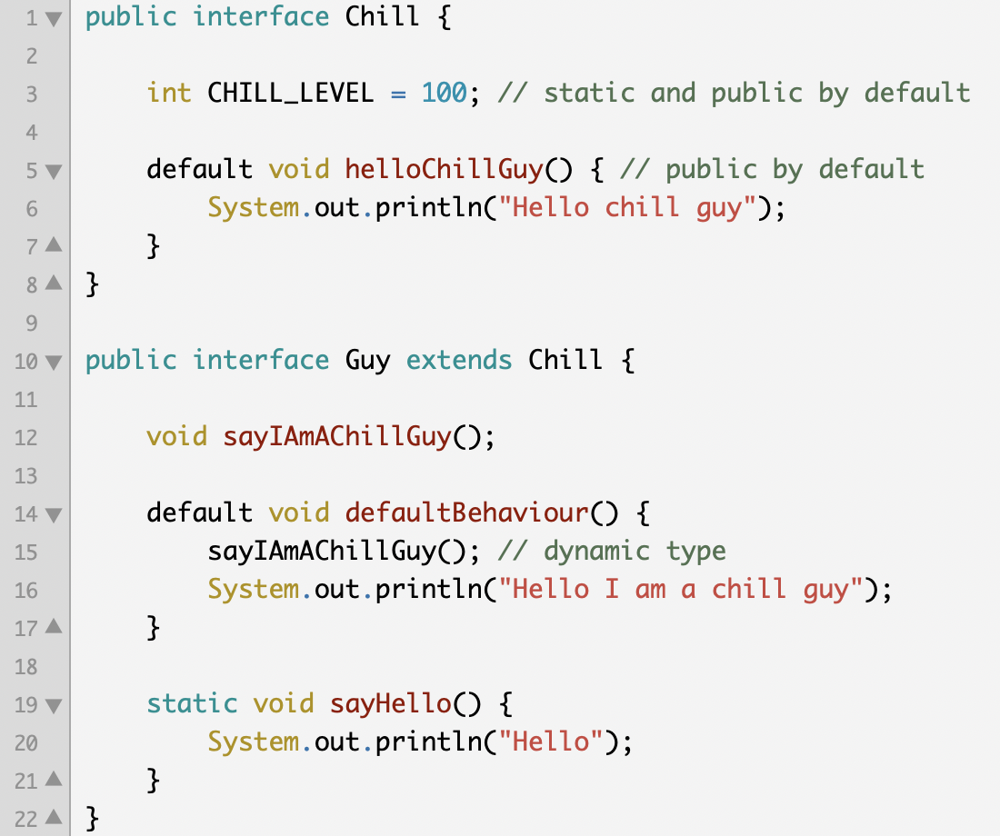 1 public interface Chill {
2
3     int CHILL_LEVEL = 100; // static and public by default
4
5     default void helloChillGuy() { // public by default
6         System.out.println("Hello chill guy");
7     }
8 }
9
10 public interface Guy extends Chill {
11
12     void sayIAmAChillGuy();
13
14     default void defaultBehaviour() {
15         sayIAmAChillGuy(); // dynamic type
16         System.out.println("Hello I am a chill guy");
17     }
18
19     static void sayHello() {
20         System.out.println("Hello");
21     }
22 }